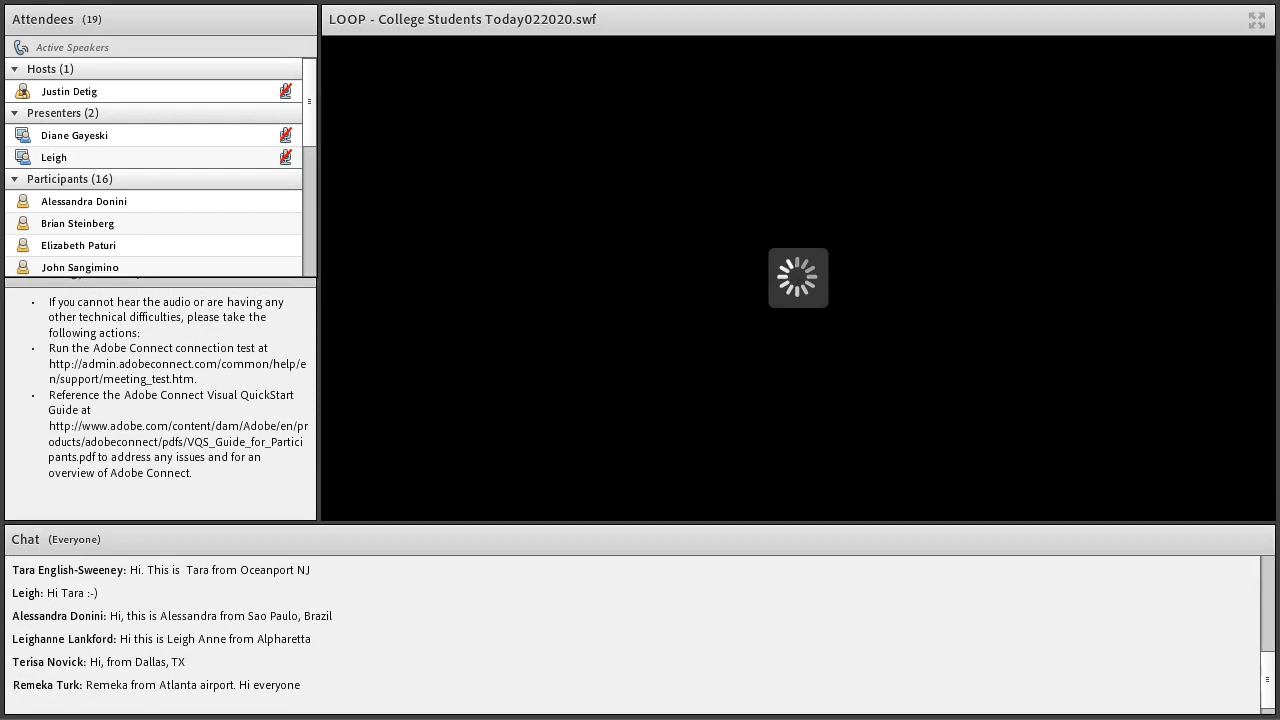 Attendees (19)
Active Speakers
Hosts (1)
Justin Detig
Presenters (2)
Diane Gayeski
Leigh
Participants (16)
Alessandra Donini
Brian Steinberg
Elizabeth Paturi
John Sangimino
• If you cannot hear the audio or are having any
other technical difficulties, please take the
following actions:
• Run the Adobe Connect connection test at
http://admin.adobeconnect.com/common/help/e
n/support/meeting_test.htm.
• Reference the Adobe Connect Visual QuickStart
Guide at
http://www.adobe.com/content/dam/Adobe/en/pr
oducts/adobeconnect/pdfs/VQS_Guide_for_Partici
pants.pdf to address any issues and for an
overview of Adobe Connect.
LOOP - College Students Today022020.swf
Chat (Everyone)
Tara English-Sweeney: Hi. This is  Tara from Oceanport NJ
Leigh: Hi Tara :-)
Alessandra Donini: Hi, this is Alessandra from Sao Paulo, Brazil
Leighanne Lankford: Hi this is Leigh Anne from Alpharetta
Terisa Novick: Hi, from Dallas, TX
Remeka Turk: Remeka from Atlanta airport. Hi everyone